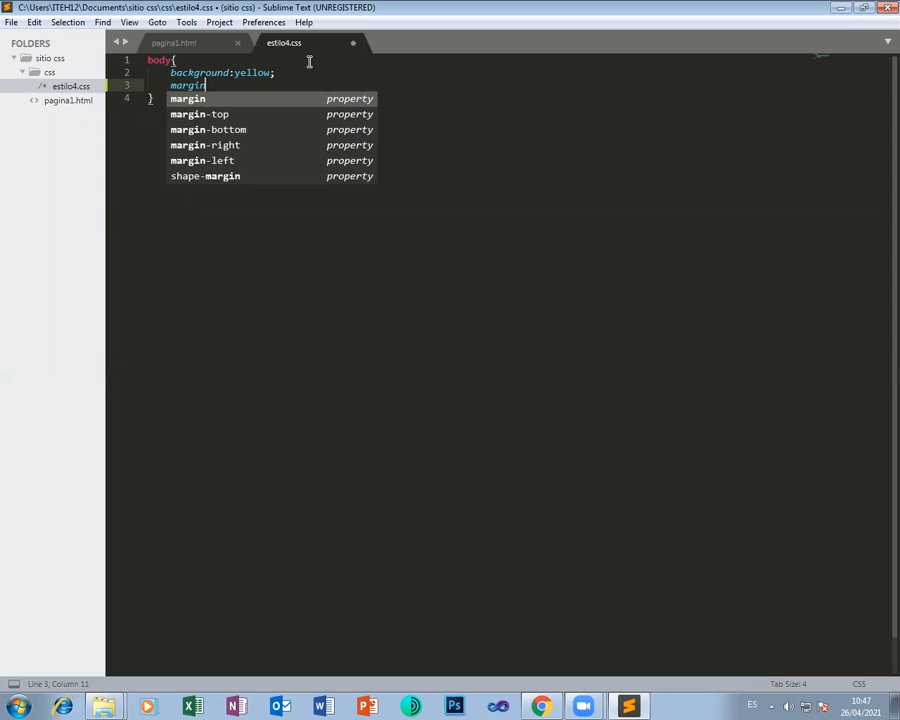 C:\Users\ITEH12\Documents\sitio css\css\estilo4.css • (sitio css) - Sublime Text (UNREGISTERED)
File Edit Selection Find View Goto Tools Project Preferences Help
FOLDERS
sitio css
css
/* estilo4.css
<> pagina1.html
pagina1.html × estilo4.css
1 body{
2 background:yellow;
3 margin
4 }
margin property
margin-top property
margin-bottom property
margin-right property
margin-left property
shape-margin property
Line 3, Column 11
Tab Size: 4
CSS
ES
10:47
26/04/2021